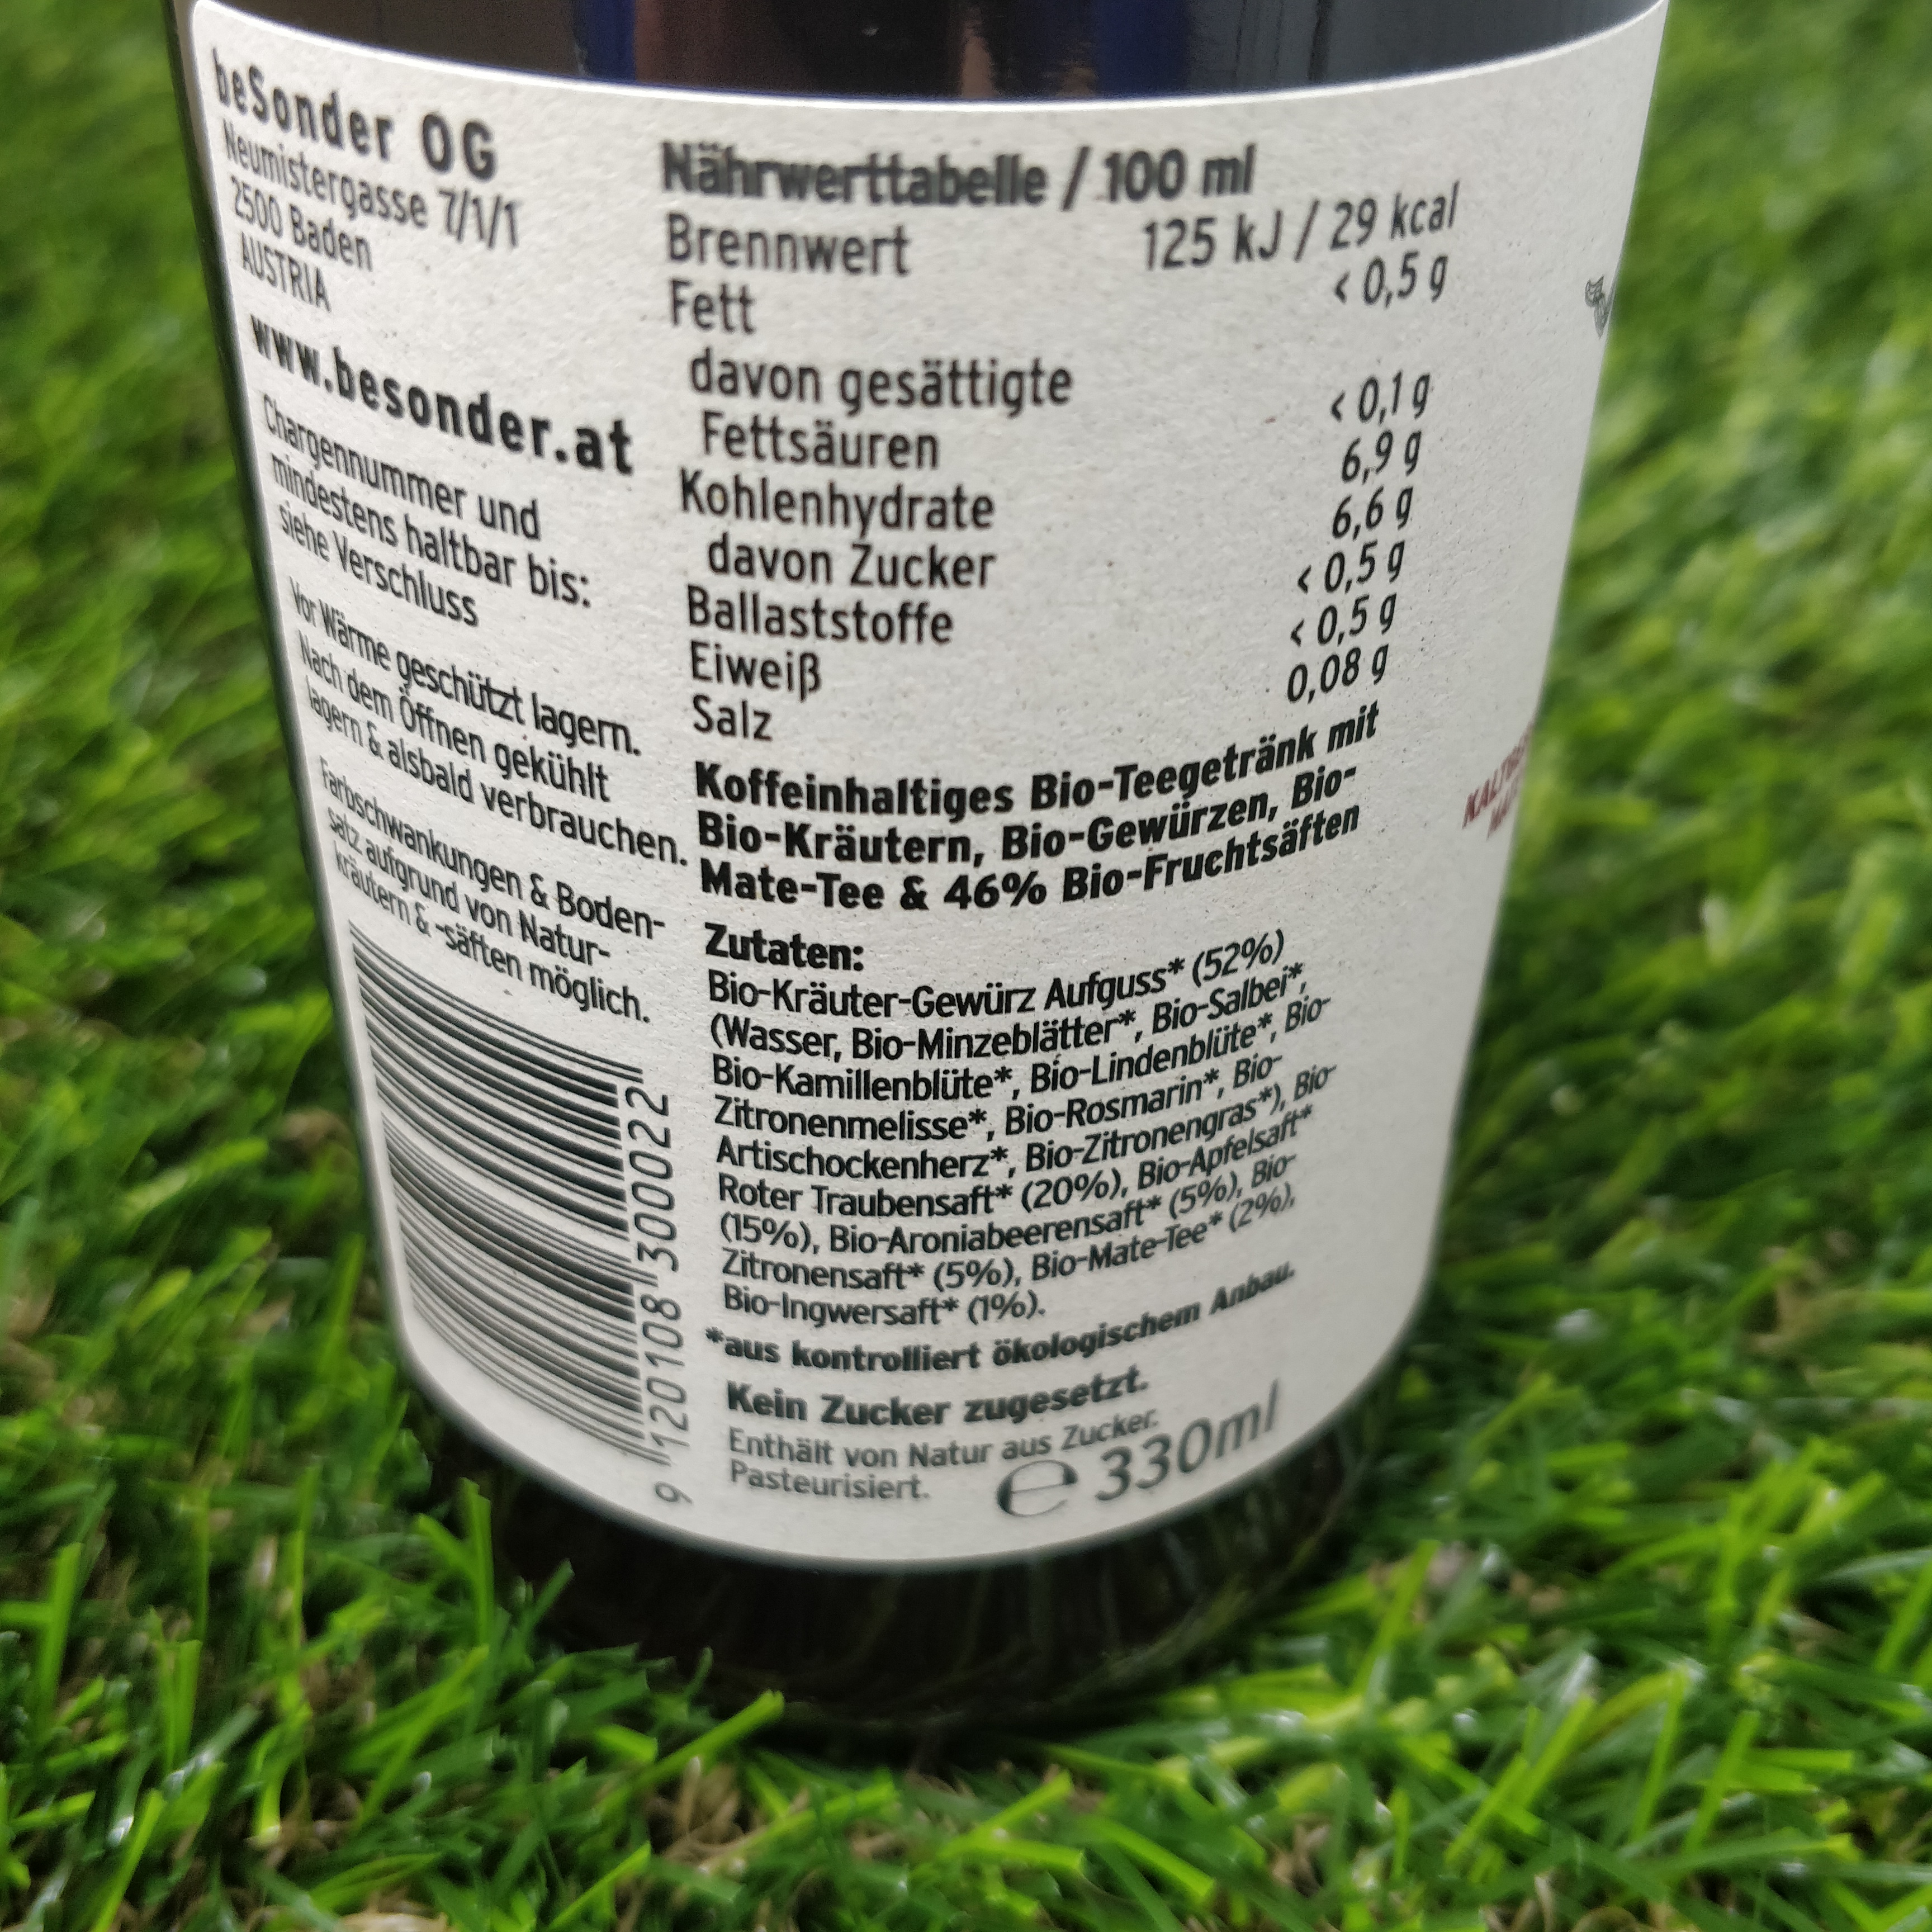 beSonder OG
Neumistergasse 7/1/1
2500 Baden
AUSTRIA
www.besonder.at
Chargennummer und
mindestens haltbar bis:
siehe Verschluss
Vor Wärme geschützt lagern.
Nach dem Öffnen gekühlt
lagern & alsbald verbrauchen.
Farbschwankungen & Boden-
satz aufgrund von Natur-
kräutern & -säften möglich.
9 120108 300022
Nährwerttabelle / 100 ml
Brennwert 125 kJ / 29 kcal
Fett < 0,5 g
davon gesättigte
Fettsäuren < 0,1 g
Kohlenhydrate 6,9 g
davon Zucker 6,6 g
Ballaststoffe < 0,5 g
Eiweiß < 0,5 g
Salz 0,08 g
Koffeinhaltiges Bio-Teegetränk mit
Bio-Kräutern, Bio-Gewürzen, Bio-
Mate-Tee & 46% Bio-Fruchtsäften
Zutaten:
Bio-Kräuter-Gewürz Aufguss* (52%)
(Wasser, Bio-Minzeblätter*, Bio-Salbei*,
Bio-Kamillenblüte*, Bio-Lindenblüte*, Bio-
Zitronenmelisse*, Bio-Rosmarin*, Bio-
Artischockenherz*, Bio-Zitronengras*), Bio-
Roter Traubensaft* (20%), Bio-Apfelsaft*
(15%), Bio-Aroniabeerensaft* (5%), Bio-
Zitronensaft* (5%), Bio-Mate-Tee* (2%),
Bio-Ingwersaft* (1%).
*aus kontrolliert ökologischem Anbau.
Kein Zucker zugesetzt.
Enthält von Natur aus Zucker.
Pasteurisiert.
e 330ml